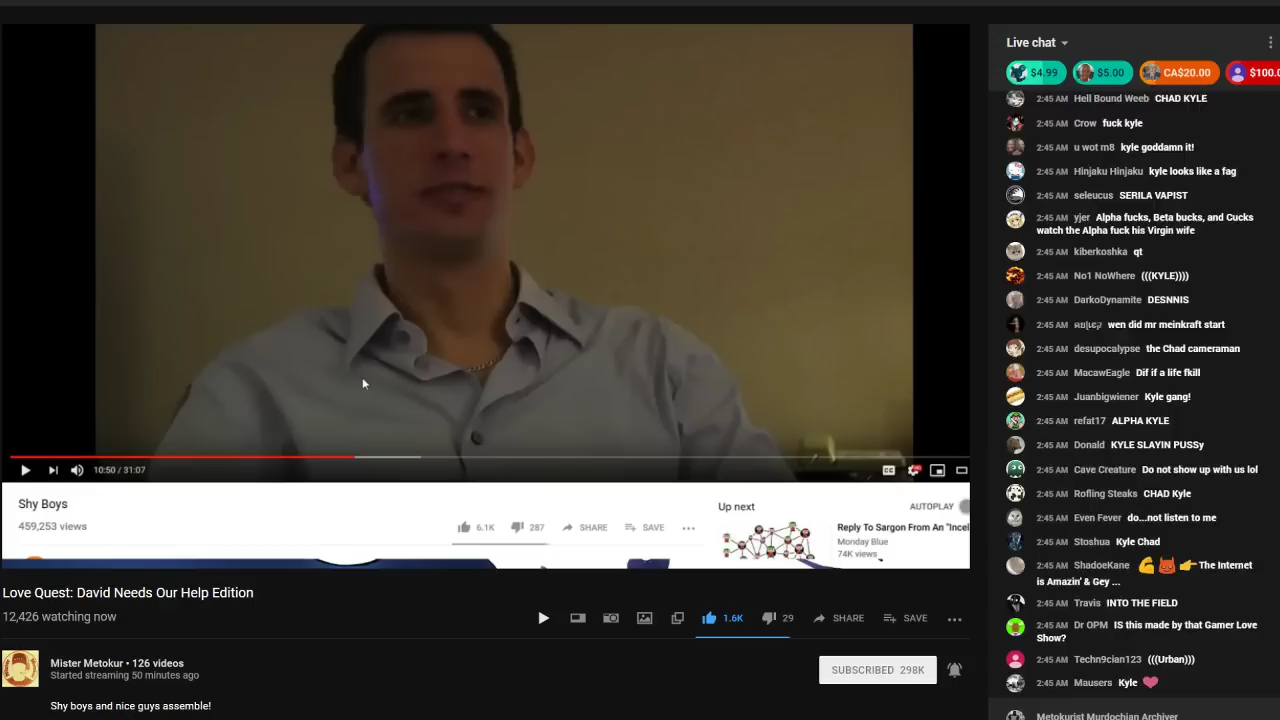 10:50 / 31:07
Shy Boys
459,253 views
6.1K
287
SHARE
SAVE
Up next
AUTOPLAY
Reply To Sargon From An "Incel
Monday Blue
74K views
Love Quest: David Needs Our Help Edition
12,426 watching now
1.6K
29
SHARE
SAVE
Mister Metokur • 126 videos
Started streaming 50 minutes ago
SUBSCRIBED 298K
Shy boys and nice guys assemble!
Live chat
$4.99
$5.00
CA$20.00
$100.0
2:45 AM Hell Bound Weeb CHAD KYLE
2:45 AM Crow fuck kyle
2:45 AM u wot m8 kyle goddamn it!
2:45 AM Hinjaku Hinjaku kyle looks like a fag
2:45 AM seleucus SERILA VAPIST
2:45 AM yjer Alpha fucks, Beta bucks, and Cucks
watch the Alpha fuck his Virgin wife
2:45 AM kiberkoshka qt
2:45 AM No1 NoWhere (((KYLE))))
2:45 AM DarkoDynamite DESNNIS
2:45 AM wen did mr meinkraft start
2:45 AM desupocalypse the Chad cameraman
2:45 AM MacawEagle Dif if a life fkill
2:45 AM Juanbigwiener Kyle gang!
2:45 AM refat17 ALPHA KYLE
2:45 AM Donald KYLE SLAYIN PUSSy
2:45 AM Cave Creature Do not show up with us lol
2:45 AM Rofling Steaks CHAD Kyle
2:45 AM Even Fever do...not listen to me
2:45 AM Stoshua Kyle Chad
2:45 AM ShadoeKane 💪👹👉The Internet
is Amazin' & Gey ...
2:45 AM Travis INTO THE FIELD
2:45 AM Dr OPM IS this made by that Gamer Love
Show?
2:45 AM Techn9cian123 (((Urban)))
2:45 AM Mausers Kyle ❤
Metokurist Murdochian Archiver